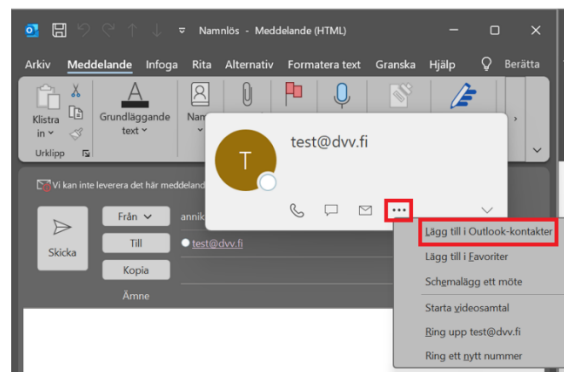 Namnlös - Meddelande (HTML)
Arkiv Meddelande Infoga Rita Alternativ Formatera text Granska Hjälp Berätta
Klistra in
Grundläggande text
Urklipp
test@dvv.fi
T
Vi kan inte leverera det här meddeland
Skicka
Från
Till
test@dvv.fi
Kopia
Ämne
Lägg till i Outlook-kontakter
Lägg till i Favoriter
Schemalägg ett möte
Starta videosamtal
Ring upp test@dvv.fi
Ring ett nytt nummer